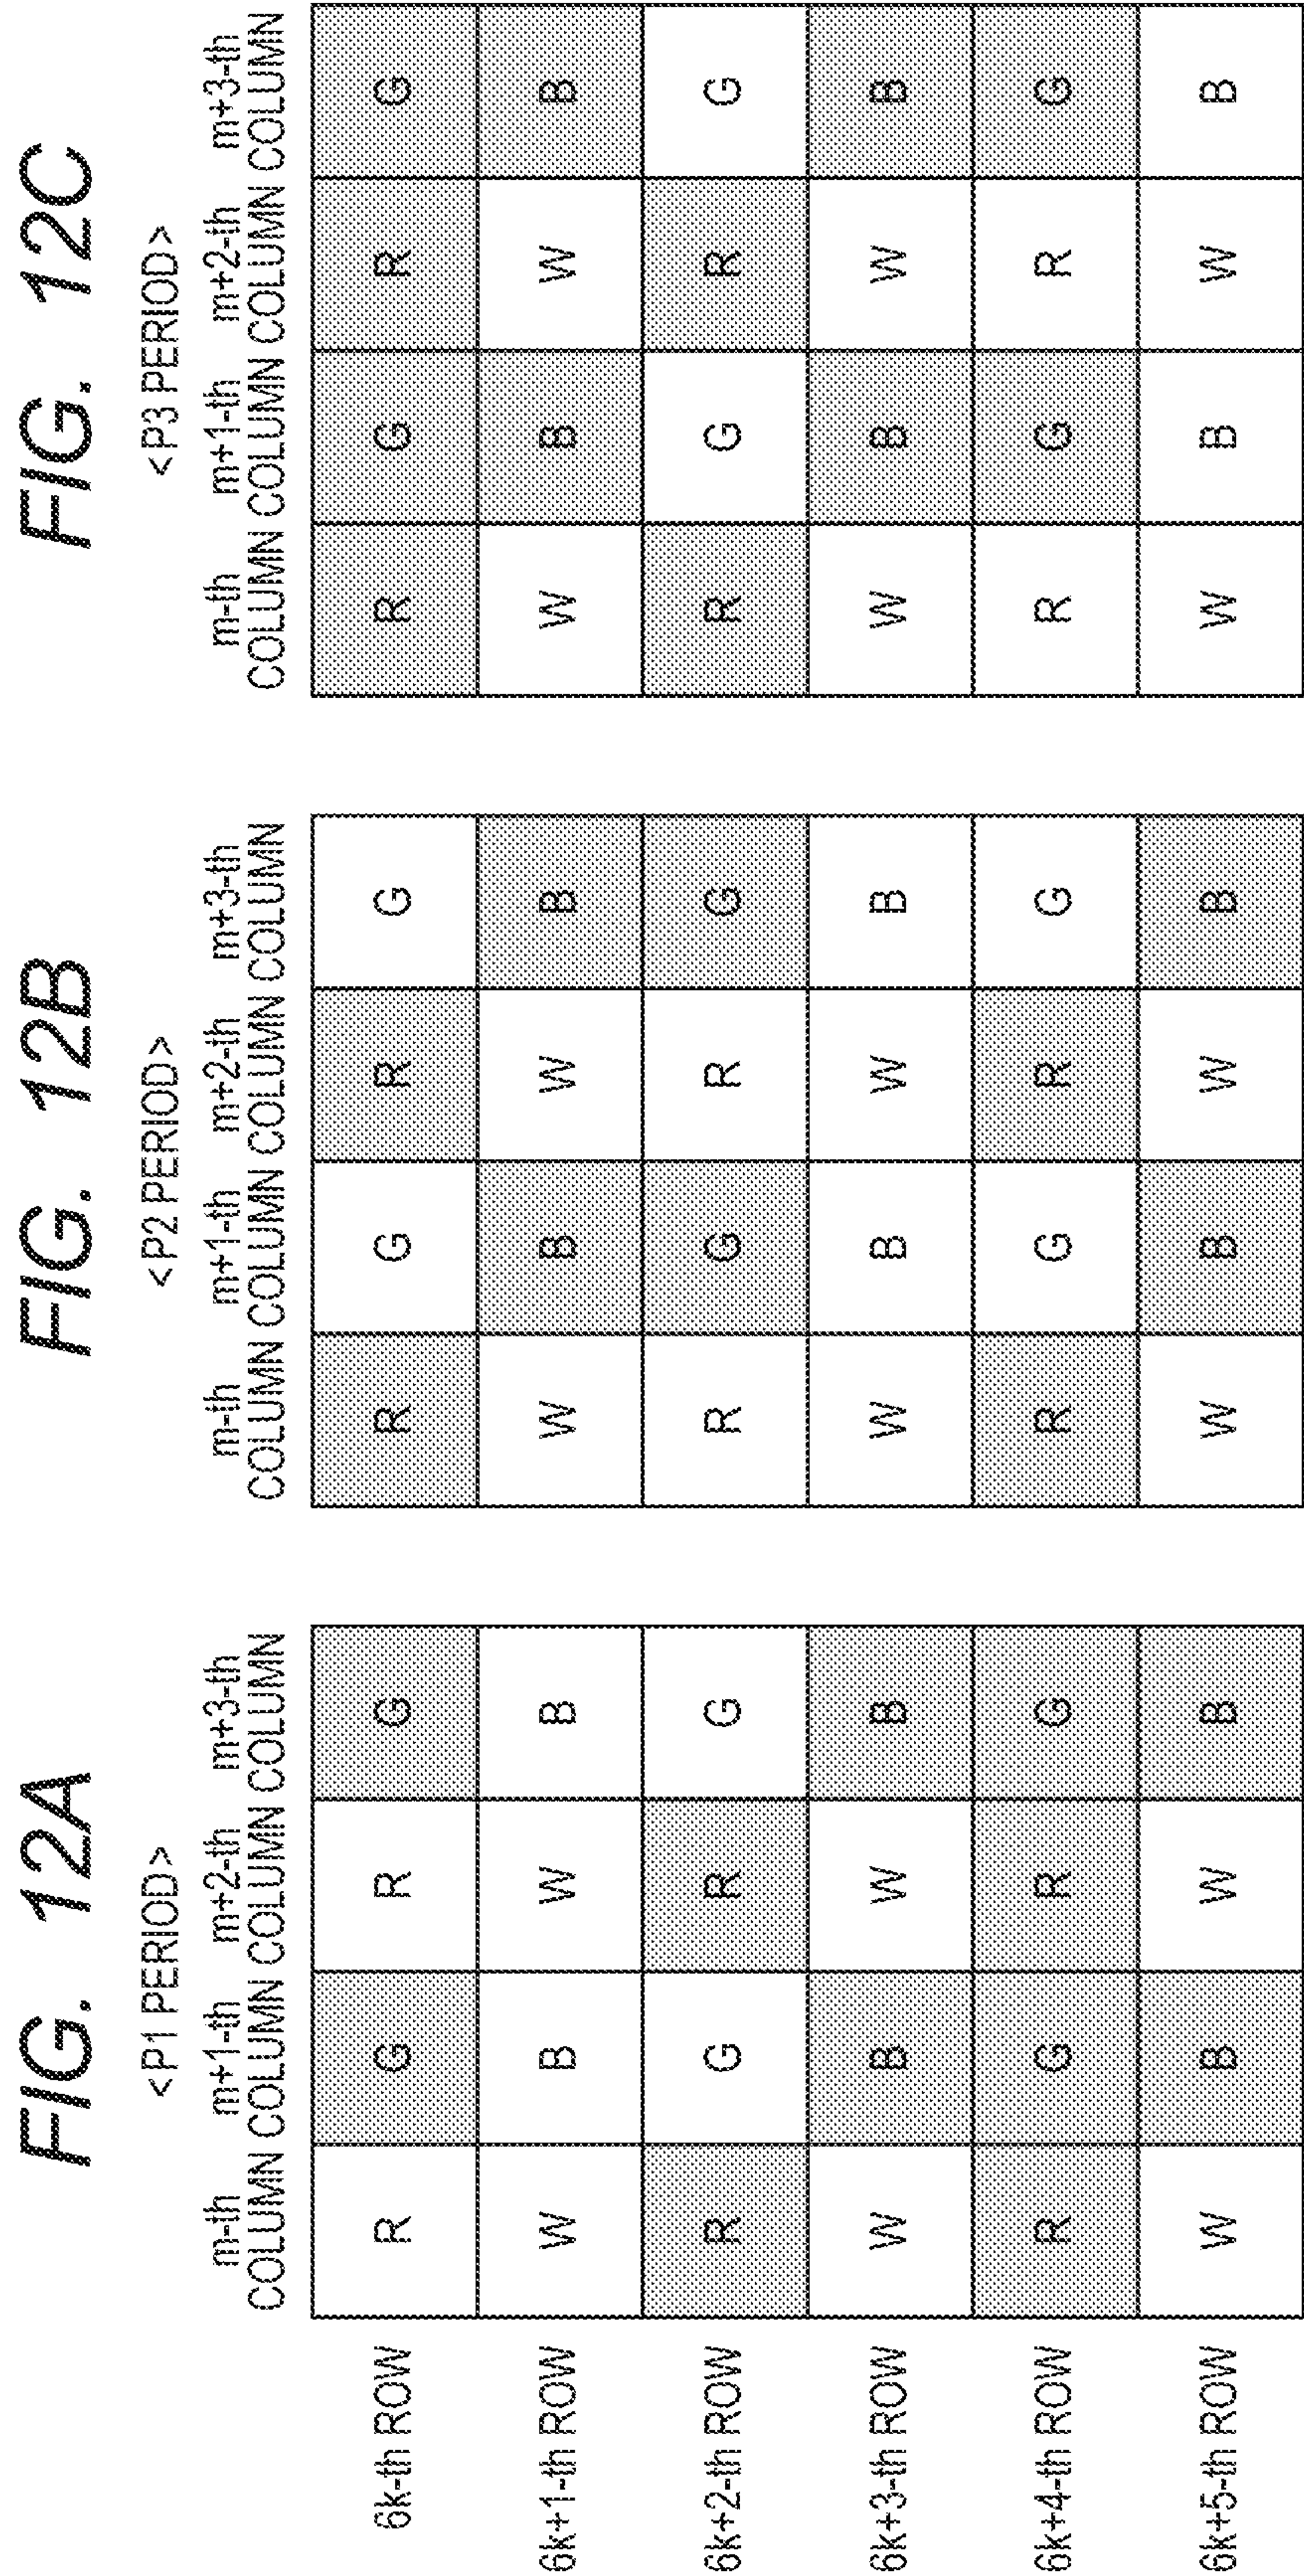 FIG. 12A
<P1 PERIOD>
m-th COLUMN m+1-th COLUMN m+2-th COLUMN m+3-th COLUMN
6k-th ROW R G R G
6k+1-th ROW W B W B
6k+2-th ROW R G R G
6k+3-th ROW W B W B
6k+4-th ROW R G R G
6k+5-th ROW W B W B
FIG. 12B
<P2 PERIOD>
m-th COLUMN m+1-th COLUMN m+2-th COLUMN m+3-th COLUMN
R G R G
W B W B
R G R G
W B W B
R G R G
W B W B
FIG. 12C
<P3 PERIOD>
m-th COLUMN m+1-th COLUMN m+2-th COLUMN m+3-th COLUMN
R G R G
W B W B
R G R G
W B W B
R G R G
W B W B